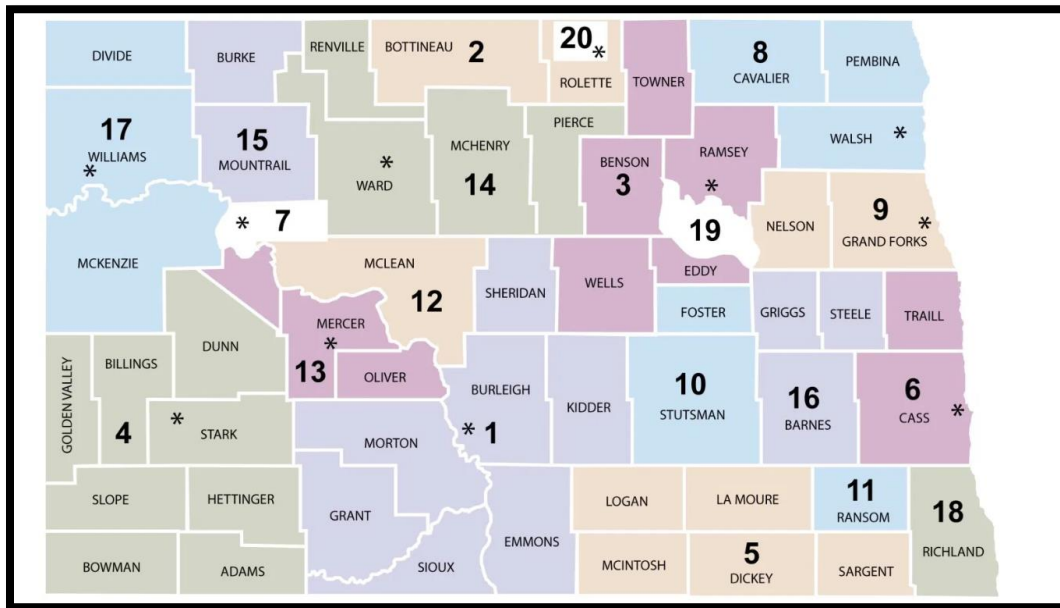 DIVIDE
BURKE
RENVILLE
BOTTINEAU
2
20
*
ROLETTE
TOWNER
8
CAVALIER
PEMBINA
17
WILLIAMS
*
15
MOUNTRAIL
*
WARD
MCHENRY
14
PIERCE
BENSON
3
RAMSEY
*
WALSH *
NELSON
9
*
GRAND FORKS
* 7
19
MCKENZIE
MCLEAN
12
SHERIDAN
WELLS
EDDY
FOSTER
GRIGGS
STEELE
TRAILL
DUNN
MERCER
*
13
OLIVER
GOLDEN VALLEY
BILLINGS
4
*
STARK
BURLEIGH
* 1
KIDDER
10
STUTSMAN
16
BARNES
6
CASS
*
MORTON
SLOPE
HETTINGER
GRANT
EMMONS
LOGAN
LA MOURE
11
RANSOM
18
RICHLAND
BOWMAN
ADAMS
SIOUX
MCINTOSH
5
DICKEY
SARGENT